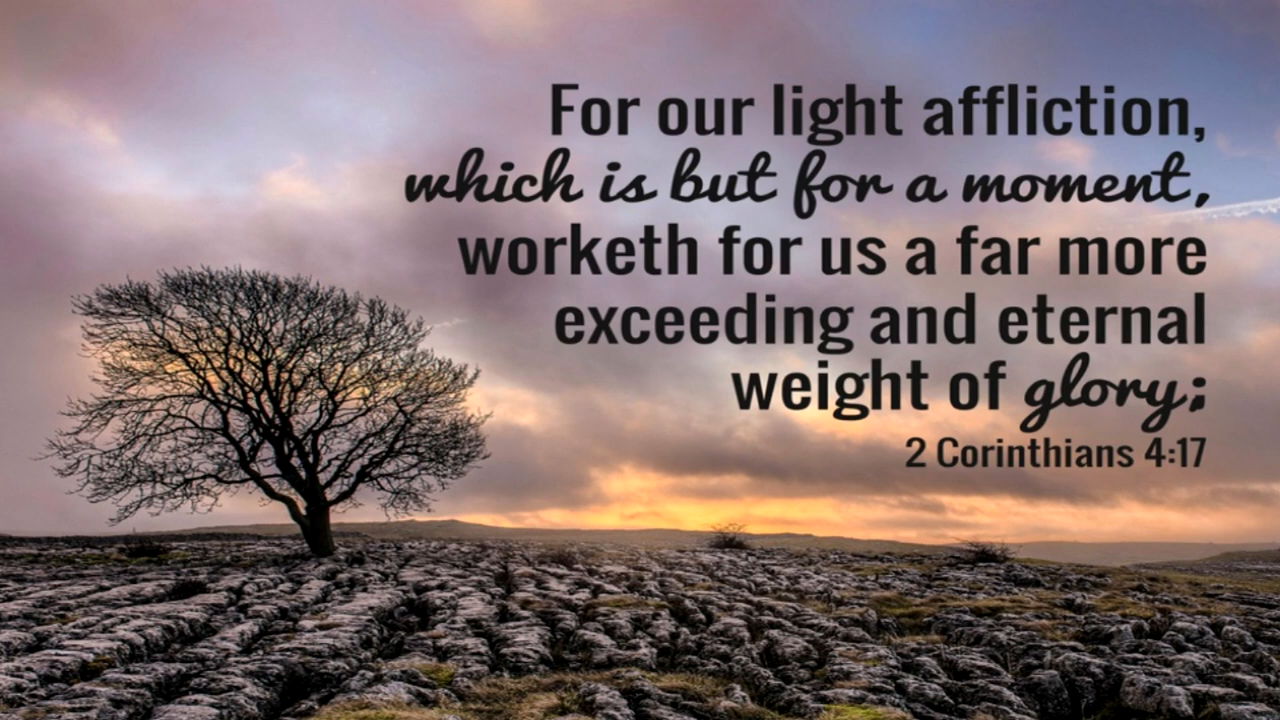 For our light affliction,
which is but for a moment,
worketh for us a far more
exceeding and eternal
weight of glory;
2 Corinthians 4:17